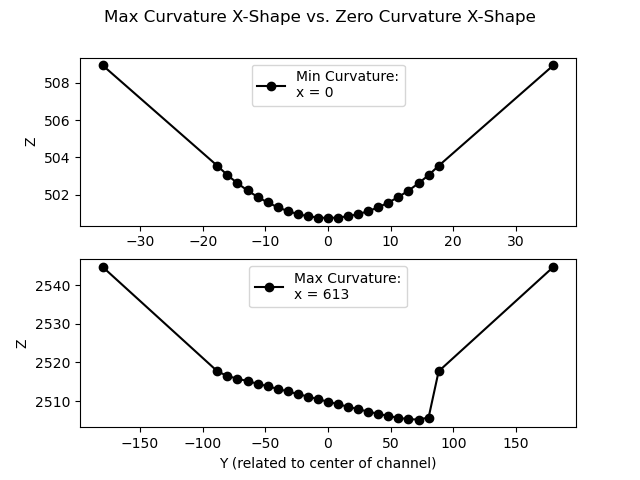 Max Curvature X-Shape vs. Zero Curvature X-Shape
Min Curvature:
x = 0
Z
508
506
504
502
−30 −20 −10 0 10 20 30
Max Curvature:
x = 613
Z
2540
2530
2520
2510
−150 −100 −50 0 50 100 150
Y (related to center of channel)